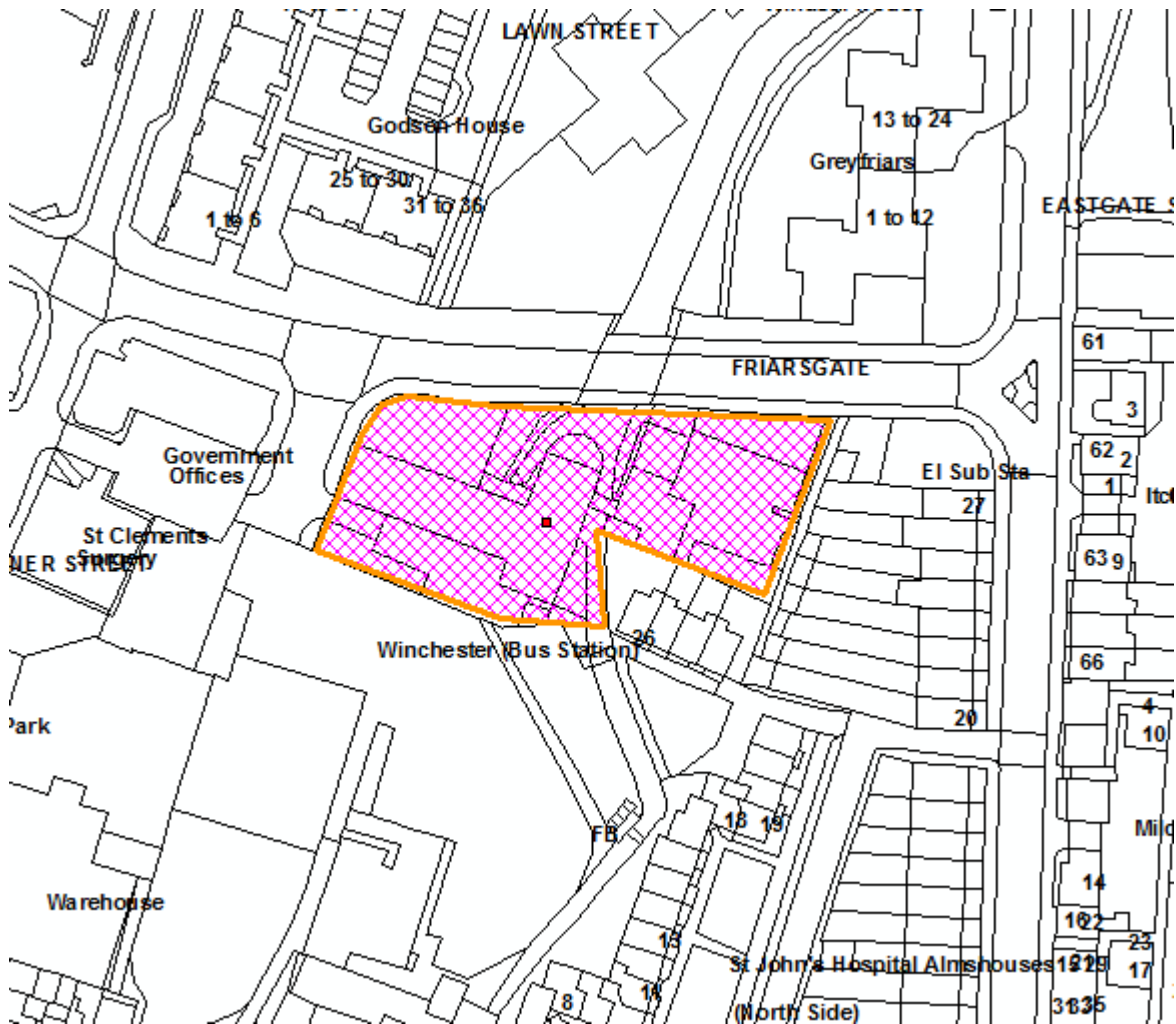 LAWN STREET
Godsen House
13 to 24
Greyfriars
25 to 30
31 to 36
1 to 6
1 to 12
EASTGATE S
61
FRIARSGATE
3
62
2
Government
Offices
El Sub Sta
1
27
St Clements
Surgery
NER STREET
63
9
26
Winchester (Bus Station)
66
20
4
10
Park
18
19
FB
14
Warehouse
16
22
13
23
St John's Hospital Almshouses
17
11
8
(North Side)